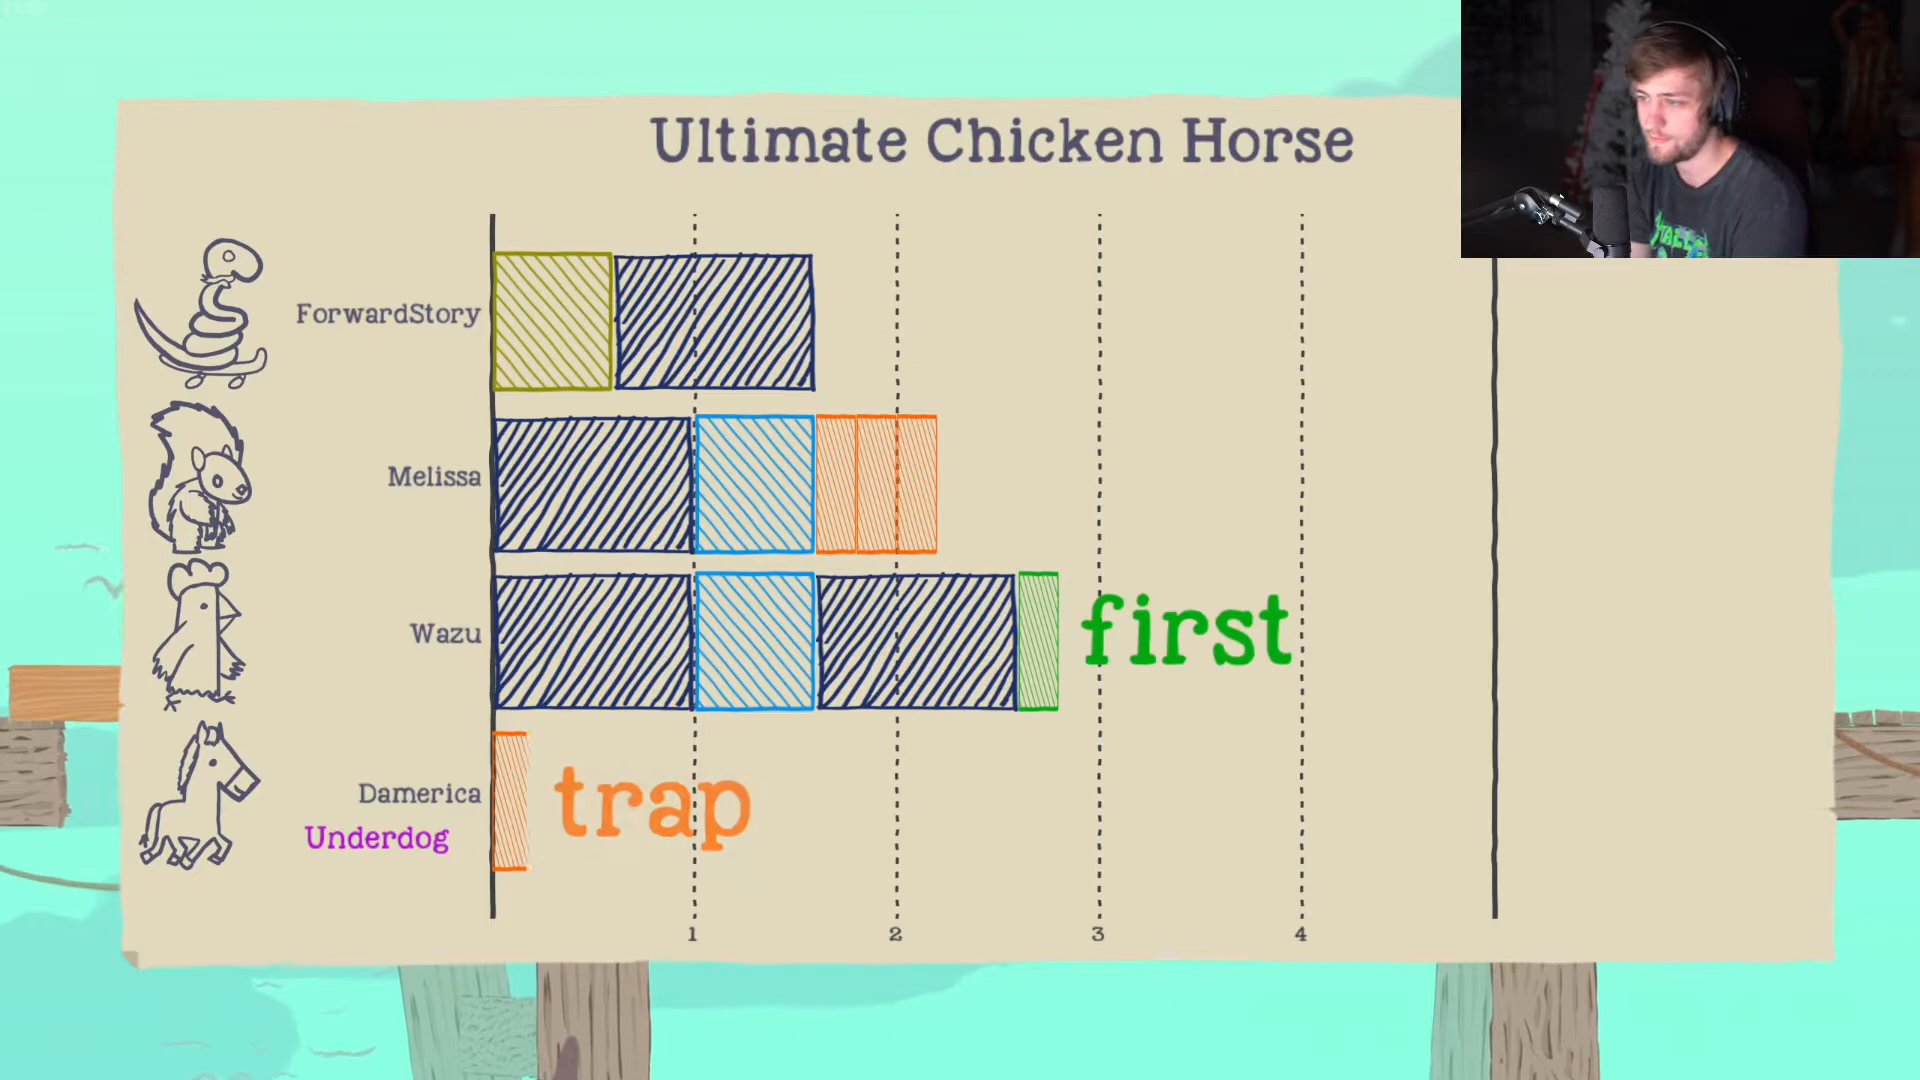 Ultimate Chicken Horse
ForwardStory
Melissa
Wazu
first
Damerica
trap
Underdog
1
2
3
4